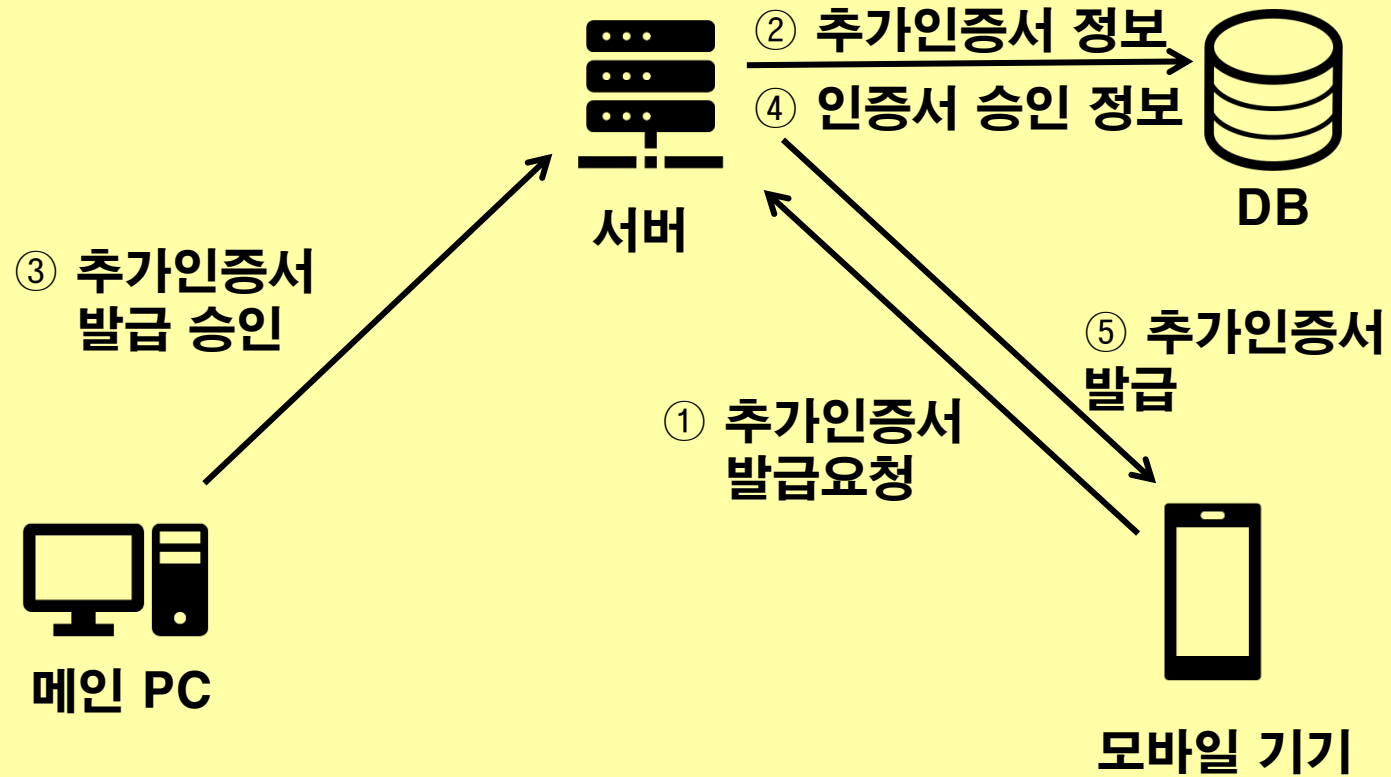 ② 추가인증서 정보
④ 인증서 승인 정보
DB
서버
③ 추가인증서
발급 승인
⑤ 추가인증서
발급
① 추가인증서
발급요청
메인 PC
모바일 기기